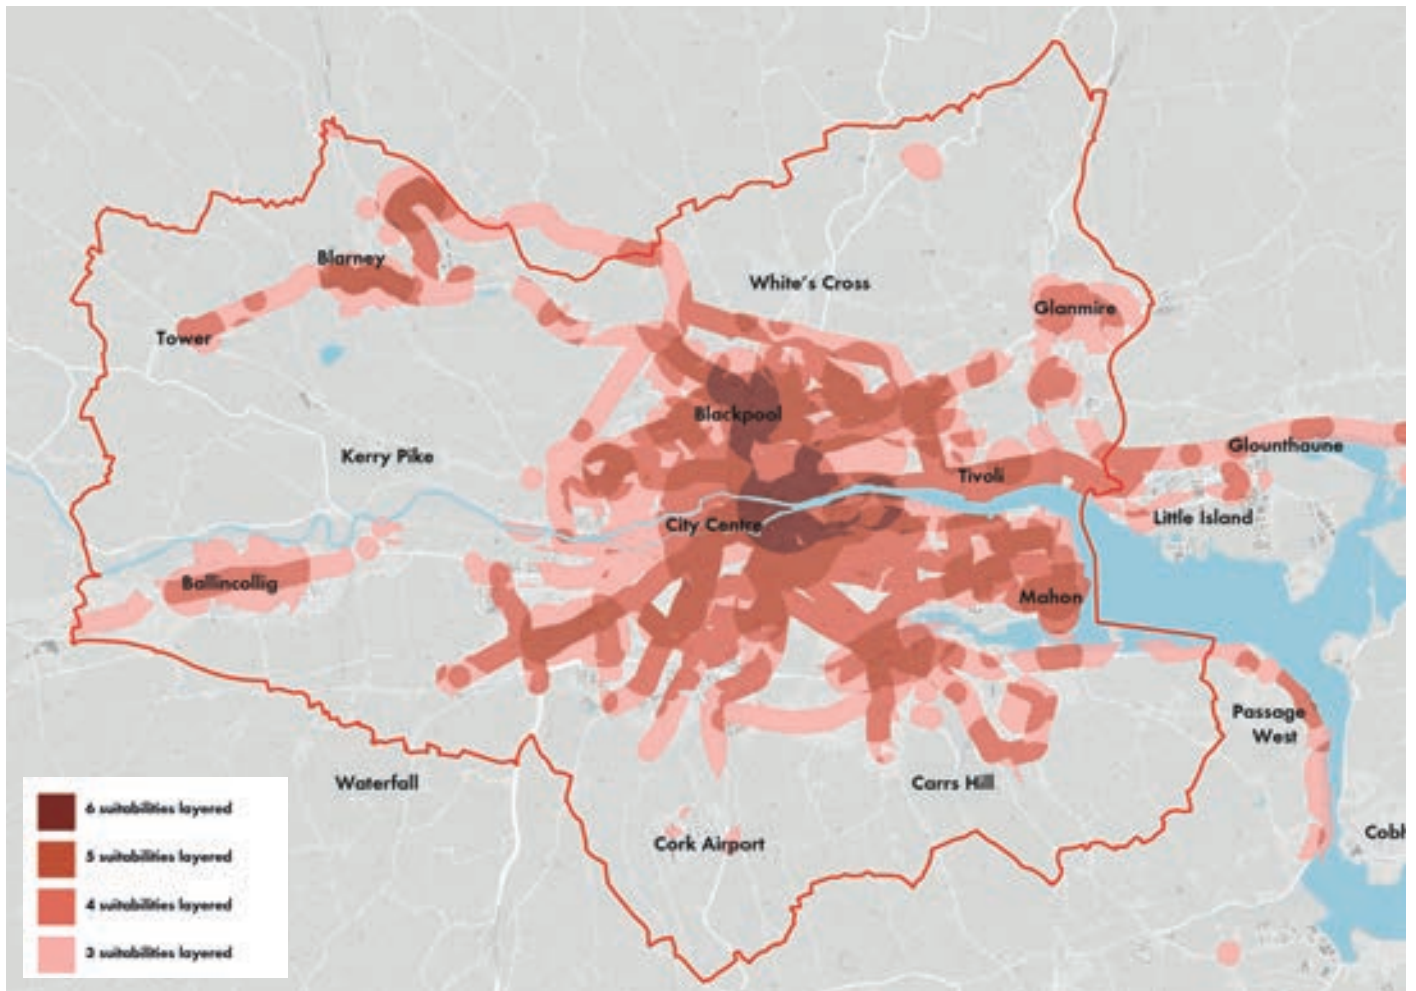 Blarney
White's Cross
Glanmire
Tower
Blackpool
Glounthaune
Kerry Pike
Tivoli
Little Island
City Centre
Ballincollig
Mahon
Passage
West
Waterfall
Carrs Hill
Cork Airport
Cobh
6 suitabilities layered
5 suitabilities layered
4 suitabilities layered
3 suitabilities layered